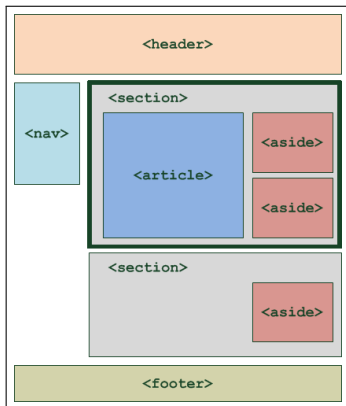 <header>
<nav>
<section>
<article>
<aside>
<aside>
<section>
<aside>
<footer>